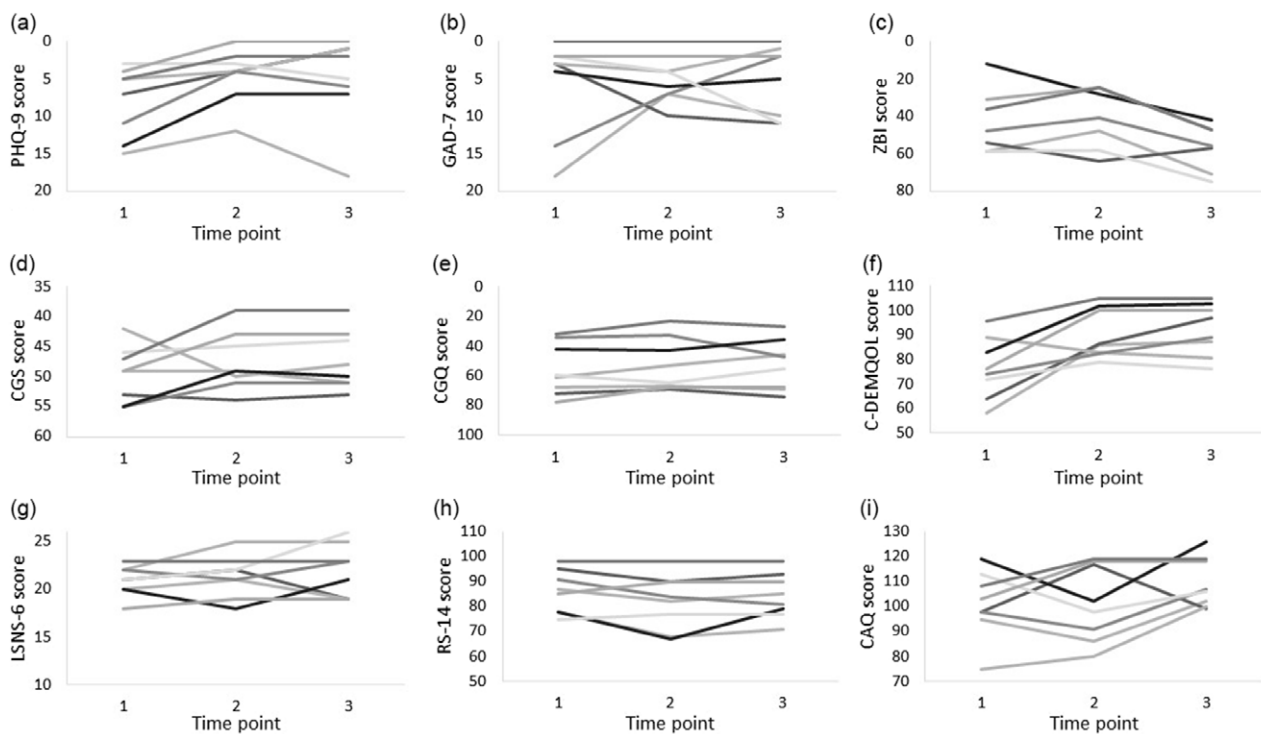 (a)
PHQ-9 score
0
5
10
15
20
1 2 3
Time point
(b)
GAD-7 score
0
5
10
15
20
1 2 3
Time point
(c)
ZBI score
0
20
40
60
80
1 2 3
Time point
(d)
CGS score
35
40
45
50
55
60
1 2 3
Time point
(e)
CGQ score
0
20
40
60
80
100
1 2 3
Time point
(f)
C-DEMQOL score
110
100
90
80
70
60
50
1 2 3
Time point
(g)
LSNS-6 score
25
20
15
10
1 2 3
Time point
(h)
RS-14 score
110
100
90
80
70
60
50
1 2 3
Time point
(i)
CAQ score
130
120
110
100
90
80
70
1 2 3
Time point